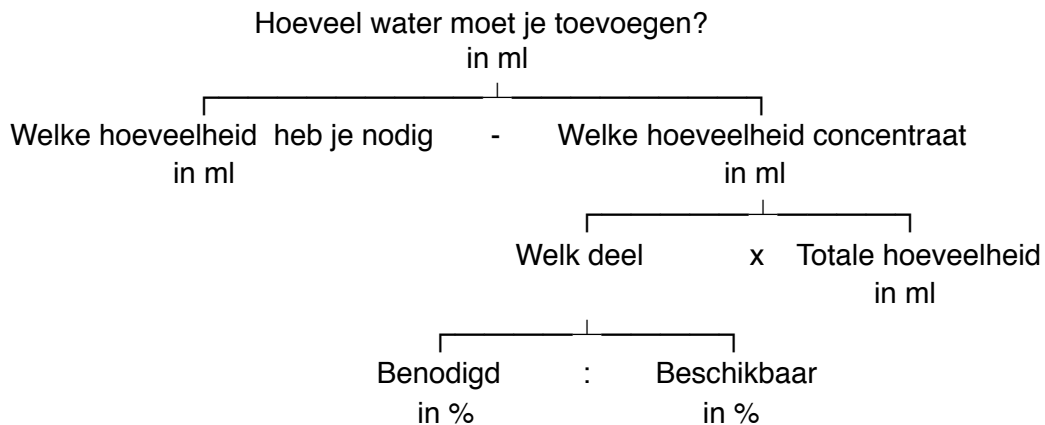 Hoeveel water moet je toevoegen?
in ml
Welke hoeveelheid heb je nodig - Welke hoeveelheid concentraat
in ml in ml
Welk deel x Totale hoeveelheid
in ml
Benodigd : Beschikbaar
in % in %